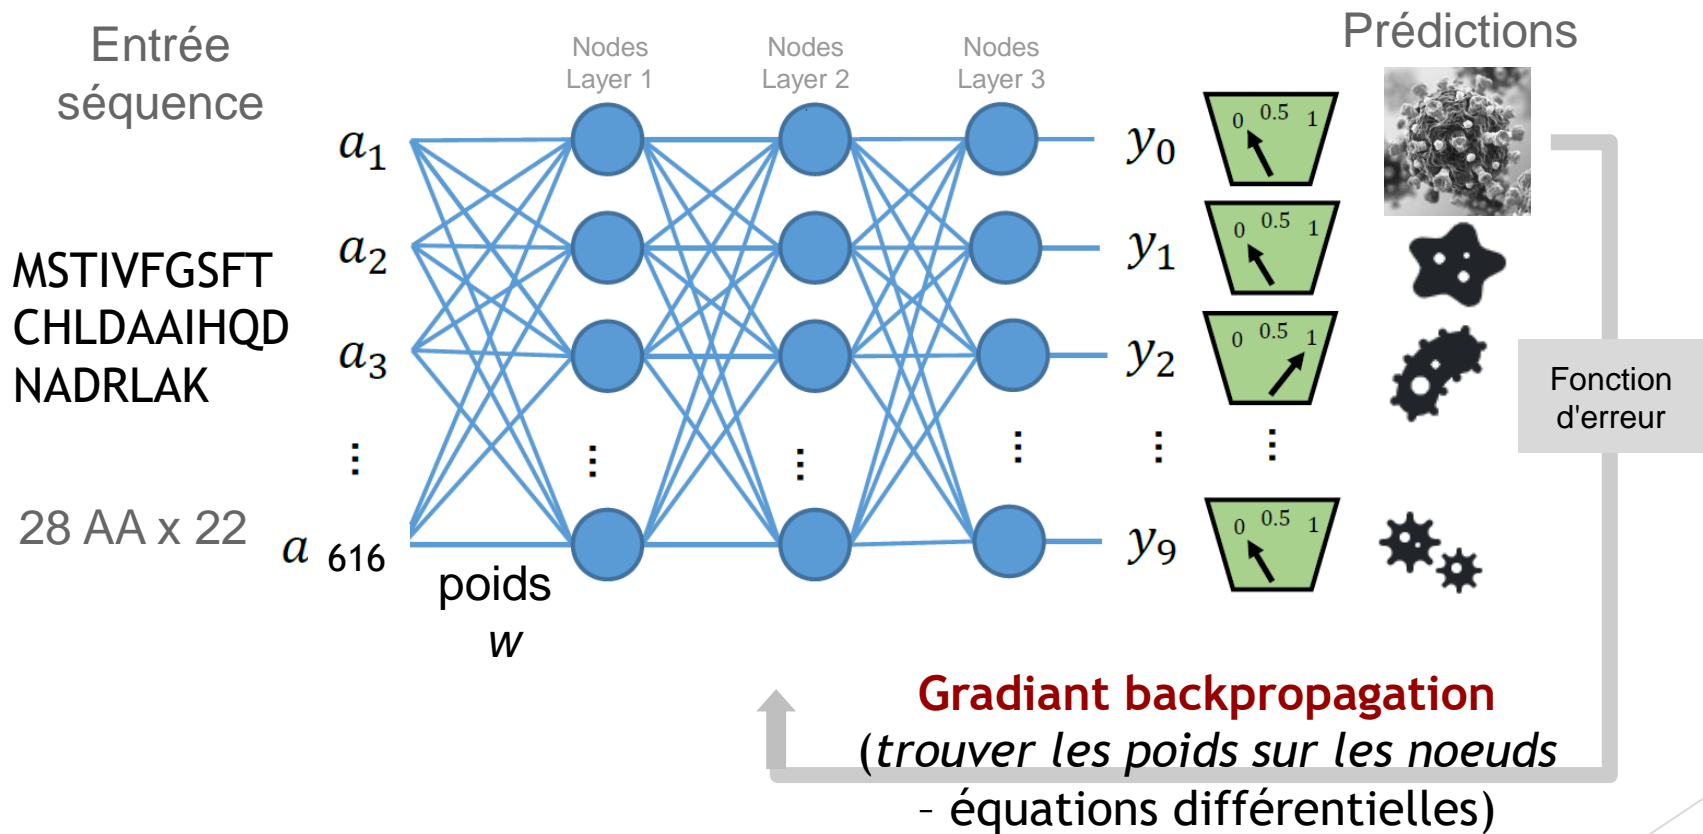 Entrée
séquence
Nodes
Layer 1
Nodes
Layer 2
Nodes
Layer 3
Prédictions
a1
a2
a3
⋮
a 616
MSTIVFGSFT
CHLDAAIHQD
NADRLAK
28 AA x 22
poids
w
⋮
⋮
⋮
y0
y1
y2
⋮
y9
0 0.5 1
0 0.5 1
0 0.5 1
⋮
0 0.5 1
Fonction
d'erreur
Gradiant backpropagation
(trouver les poids sur les noeuds
- équations différentielles)